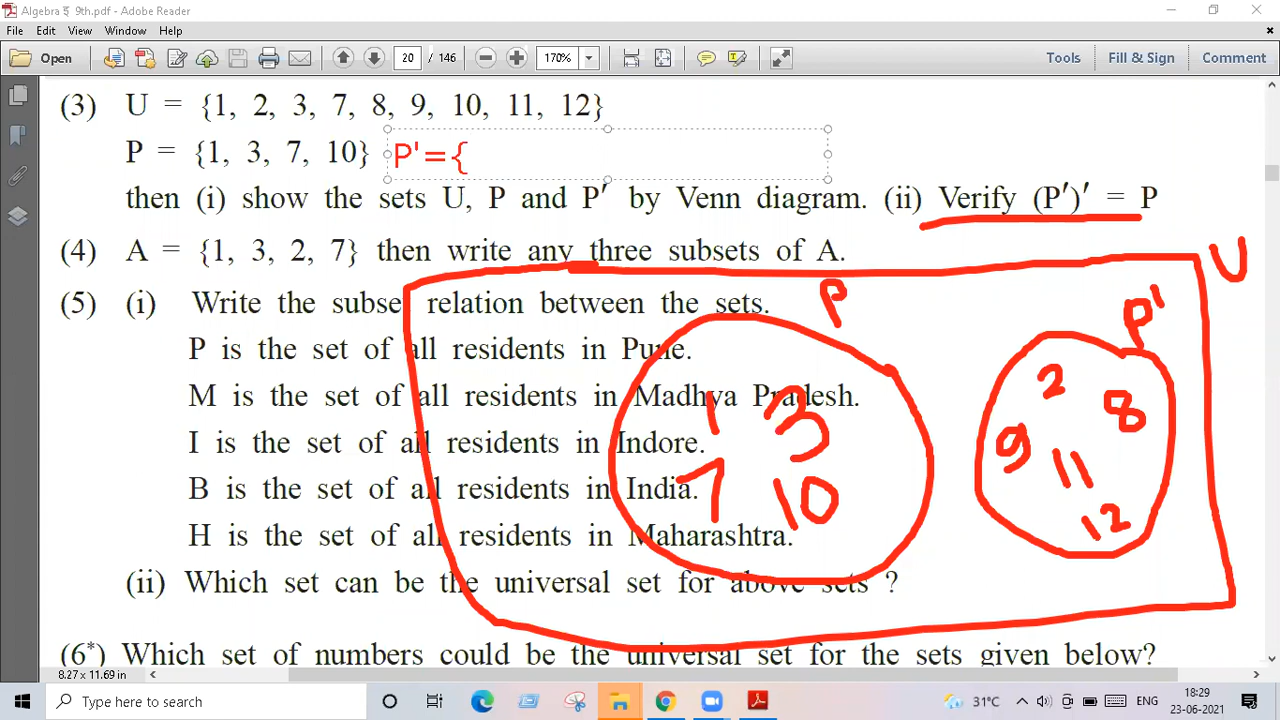 Algebra इ 9th.pdf - Adobe Reader
File Edit View Window Help
Open 20 / 146 170% Tools Fill & Sign Comment
(3) U = {1, 2, 3, 7, 8, 9, 10, 11, 12}
P = {1, 3, 7, 10} P'={
then (i) show the sets U, P and P′ by Venn diagram. (ii) Verify (P′)′ = P
(4) A = {1, 3, 2, 7} then write any three subsets of A.
U
P
P'
(5) (i) Write the subse relation between the sets.
P is the set of all residents in Pune.
M is the set of all residents in Madhya Pradesh.
I is the set of all residents in Indore.
B is the set of all residents in India.
H is the set of all residents in Maharashtra.
1 3
7 10
2
8
9
11
12
(ii) Which set can be the universal set for above sets ?
(6*) Which set of numbers could be the universal set for the sets given below?
8.27 x 11.69 in
Type here to search
31°C ENG 18:29
23-06-2021